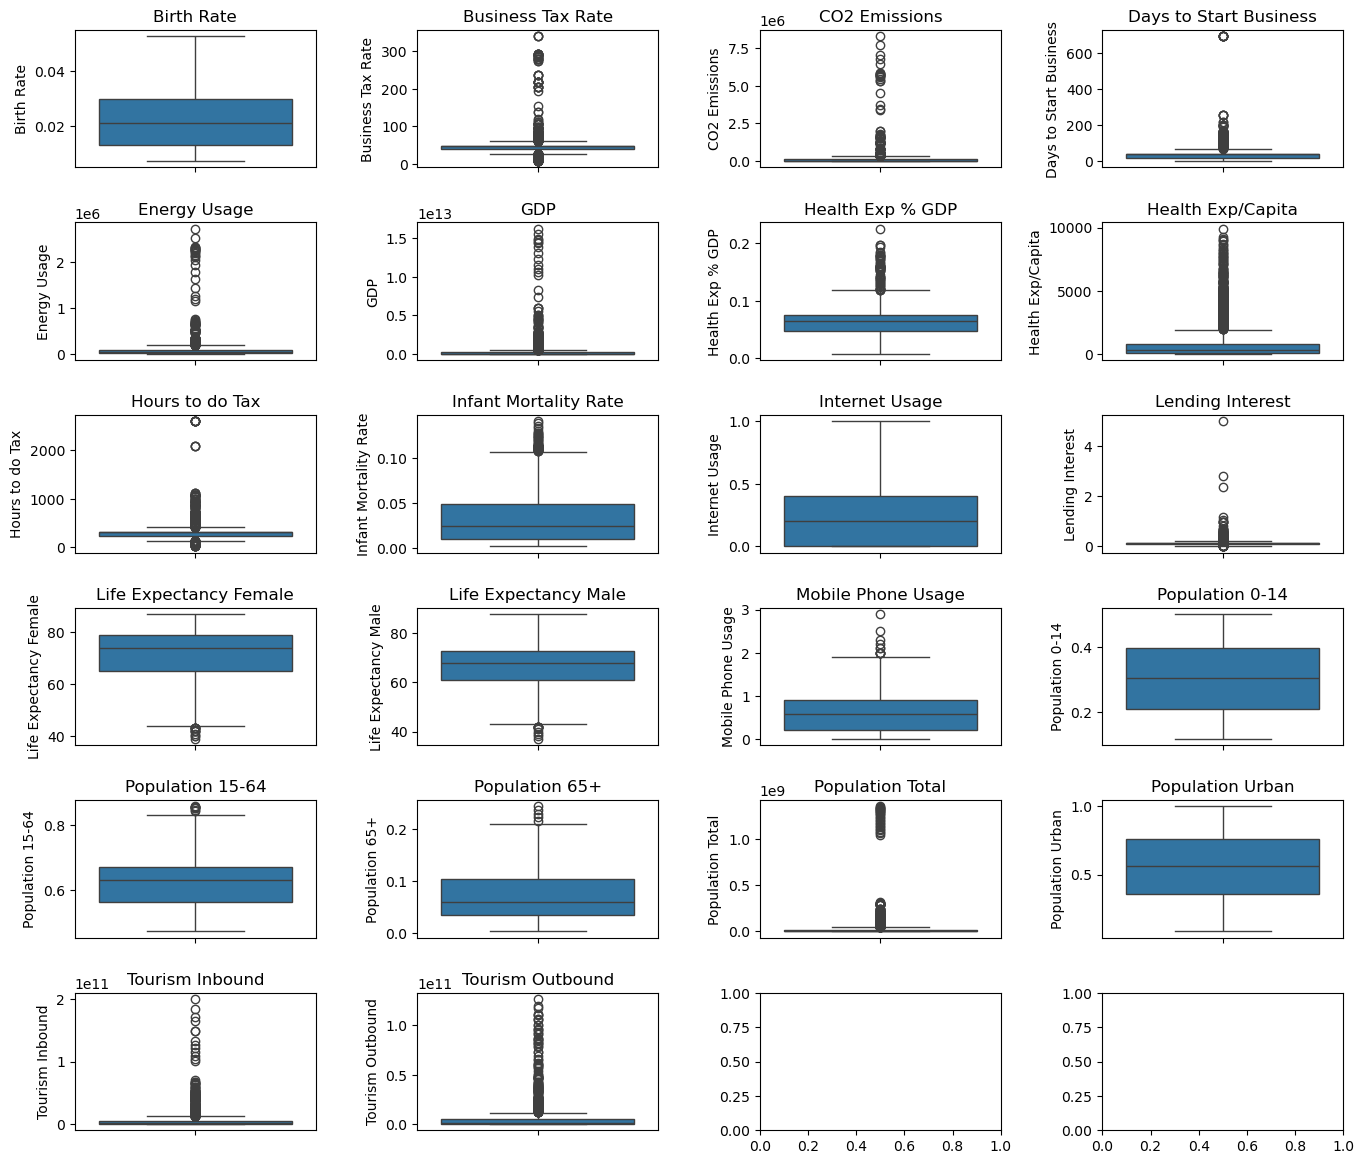 Birth Rate
Birth Rate
0.04
0.02
Business Tax Rate
Business Tax Rate
300
200
100
0
CO2 Emissions
1e6
CO2 Emissions
7.5
5.0
2.5
0.0
Days to Start Business
Days to Start Business
600
400
200
0
Energy Usage
1e6
Energy Usage
2
1
0
GDP
1e13
GDP
1.5
1.0
0.5
0.0
Health Exp % GDP
Health Exp % GDP
0.2
0.1
0.0
Health Exp/Capita
Health Exp/Capita
10000
5000
0
Hours to do Tax
Hours to do Tax
2000
1000
0
Infant Mortality Rate
Infant Mortality Rate
0.10
0.05
0.00
Internet Usage
Internet Usage
1.0
0.5
0.0
Lending Interest
Lending Interest
4
2
0
Life Expectancy Female
Life Expectancy Female
80
60
40
Life Expectancy Male
Life Expectancy Male
80
60
40
Mobile Phone Usage
Mobile Phone Usage
3
2
1
0
Population 0-14
Population 0-14
0.4
0.2
Population 15-64
Population 15-64
0.8
0.6
Population 65+
Population 65+
0.2
0.1
0.0
Population Total
1e9
Population Total
1.0
0.5
0.0
Population Urban
Population Urban
1.0
0.5
Tourism Inbound
1e11
Tourism Inbound
2
1
0
Tourism Outbound
1e11
Tourism Outbound
1.0
0.5
0.0
1.00
0.75
0.50
0.25
0.00
0.0 0.2 0.4 0.6 0.8 1.0
1.00
0.75
0.50
0.25
0.00
0.0 0.2 0.4 0.6 0.8 1.0